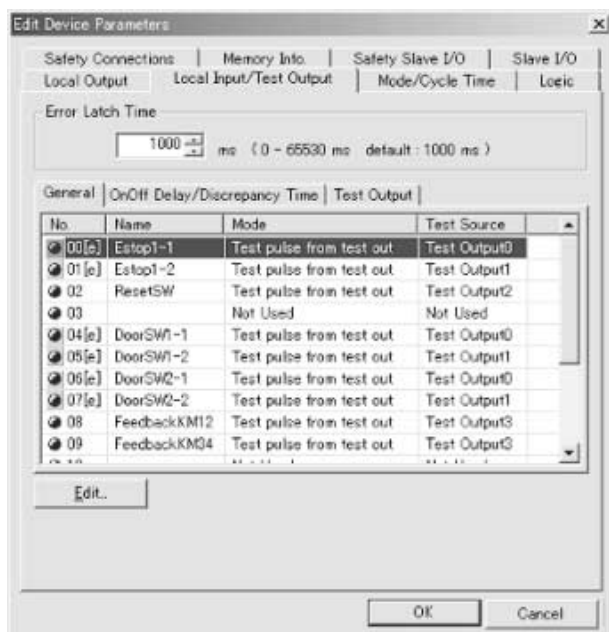 Edit Device Parameters
Safety Connections Memory Info. Safety Slave I/O Slave I/O
Local Output Local Input/Test Output Mode/Cycle Time Logic
Error Latch Time
1000 ms ( 0 - 65530 ms default : 1000 ms )
General OnOff Delay/Discrepancy Time Test Output
No. Name Mode Test Source
00[e] Estop1-1 Test pulse from test out Test Output0
01[e] Estop1-2 Test pulse from test out Test Output1
02 ResetSW Test pulse from test out Test Output2
03 Not Used Not Used
04[e] DoorSW1-1 Test pulse from test out Test Output0
05[e] DoorSW1-2 Test pulse from test out Test Output1
06[e] DoorSW2-1 Test pulse from test out Test Output0
07[e] DoorSW2-2 Test pulse from test out Test Output1
08 FeedbackKM12 Test pulse from test out Test Output3
09 FeedbackKM34 Test pulse from test out Test Output3
Edit..
OK Cancel